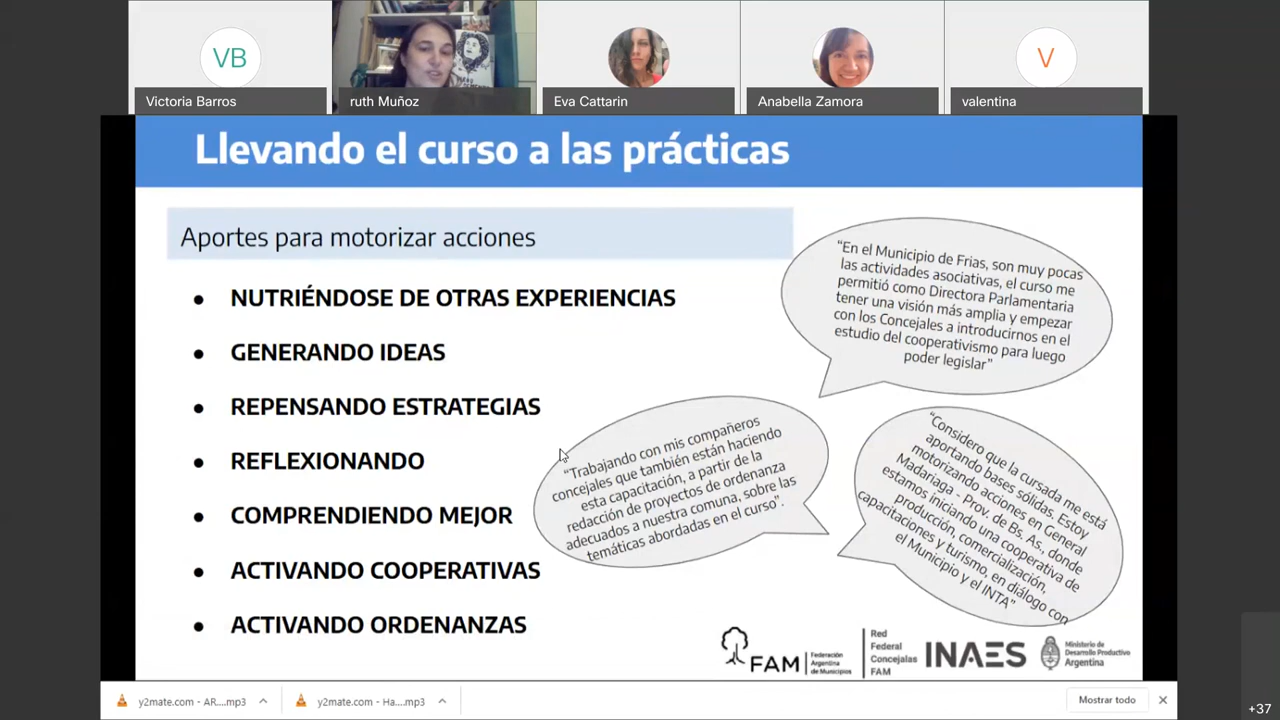 VB
V
Victoria Barros
ruth Muñoz
Eva Cattarin
Anabella Zamora
valentina
Llevando el curso a las prácticas
Aportes para motorizar acciones
● NUTRIÉNDOSE DE OTRAS EXPERIENCIAS
● GENERANDO IDEAS
● REPENSANDO ESTRATEGIAS
● REFLEXIONANDO
● COMPRENDIENDO MEJOR
● ACTIVANDO COOPERATIVAS
● ACTIVANDO ORDENANZAS
“En el Municipio de Frias, son muy pocas
las actividades asociativas, el curso me
permitió como Directora Parlamentaria
tener una visión más amplia y empezar
con los Concejales a introducirnos en el
estudio del cooperativismo para luego
poder legislar”
“Trabajando con mis compañeros
concejales que también están haciendo
esta capacitación, a partir de la
redacción de proyectos de ordenanza
adecuados a nuestra comuna, sobre las
temáticas abordadas en el curso”.
“Considero que la cursada me está
aportando bases sólidas, Estoy
motorizando acciones en General
Madariaga - Prov. de Bs. As., donde
estamos iniciando una cooperativa de
producción, comercialización,
capacitaciones y turismo, en diálogo con
el Municipio y el INTA”
FAM
Federación
Argentina
de Municipios
Red
Federal
Concejalas
FAM
INAES
Ministerio de
Desarrollo Productivo
Argentina
y2mate.com - AR....mp3
y2mate.com - Ha....mp3
Mostrar todo
+37